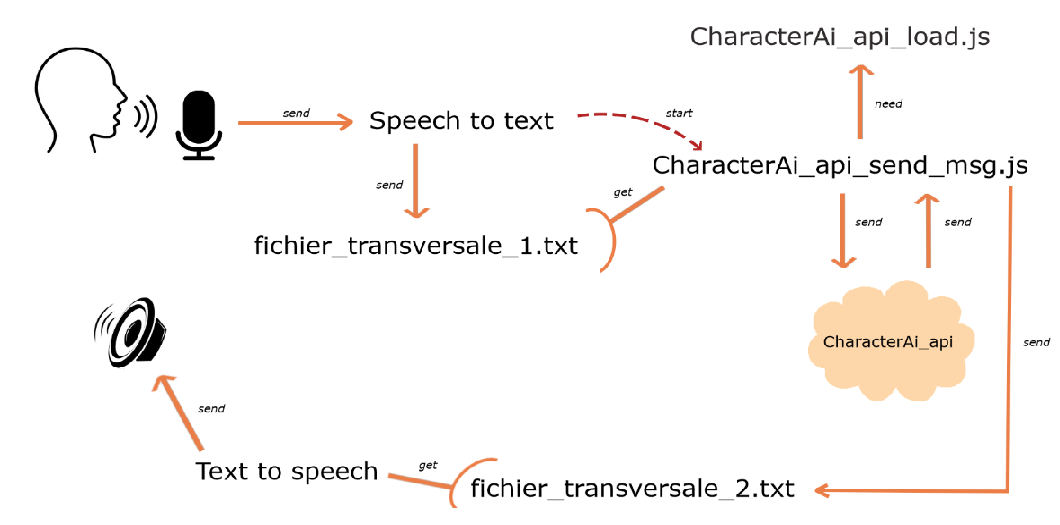 CharacterAi_api_load.js
need
send
Speech to text
start
CharacterAi_api_send_msg.js
send
get
send
send
fichier_transversale_1.txt
CharacterAi_api
send
send
Text to speech
get
fichier_transversale_2.txt